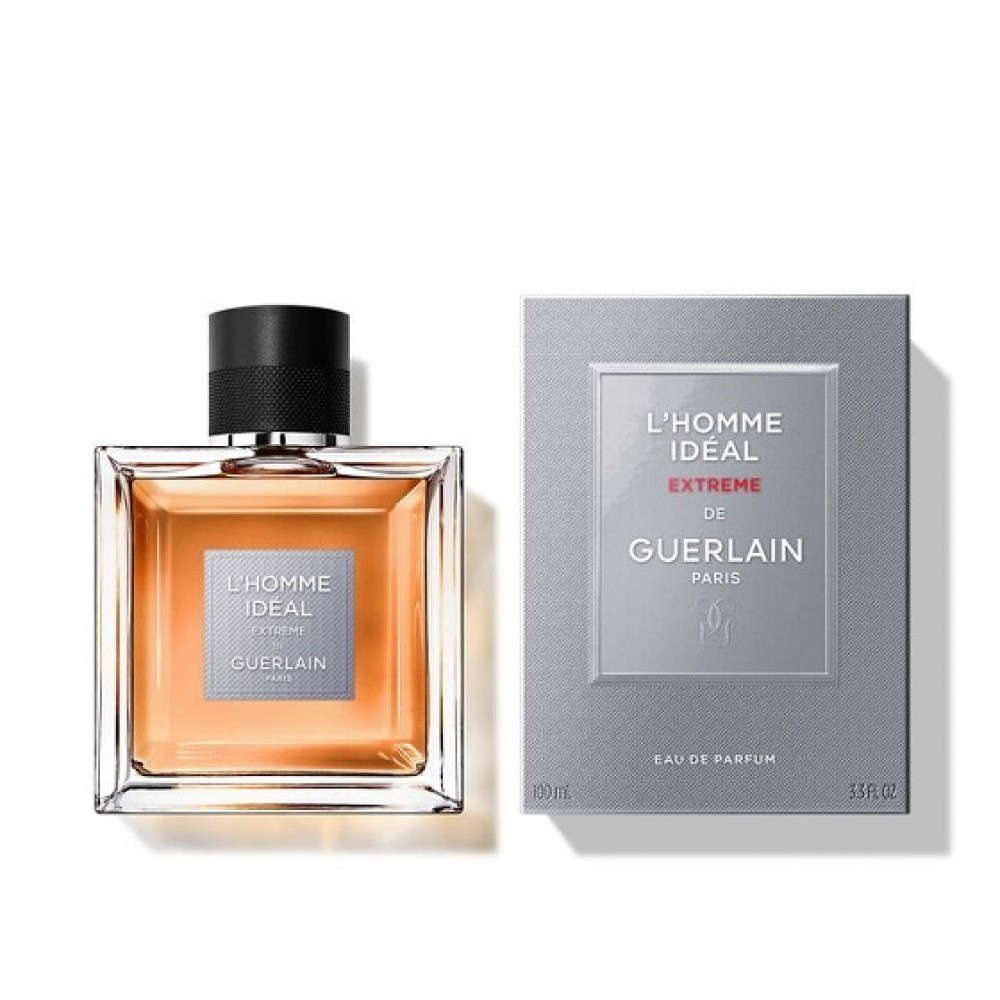 L'HOMME
IDÉAL
EXTREME
DE
GUERLAIN
PARIS
L'HOMME
IDÉAL
EXTREME
DE
GUERLAIN
PARIS
EAU DE PARFUM
100 mL
3.3 FL OZ